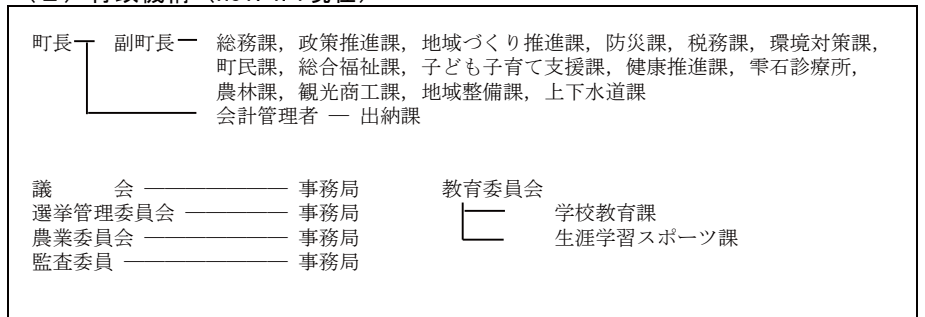 町長 副町長 総務課，政策推進課，地域づくり推進課，防災課，税務課，環境対策課，
町民課，総合福祉課，子ども子育て支援課，健康推進課，雫石診療所，
農林課，観光商工課，地域整備課，上下水道課
会計管理者 ― 出納課
議　　会 ――――――― 事務局　教育委員会
選挙管理委員会 ――――― 事務局　学校教育課
農業委員会 ――――――― 事務局　生涯学習スポーツ課
監査委員 ―――――――― 事務局